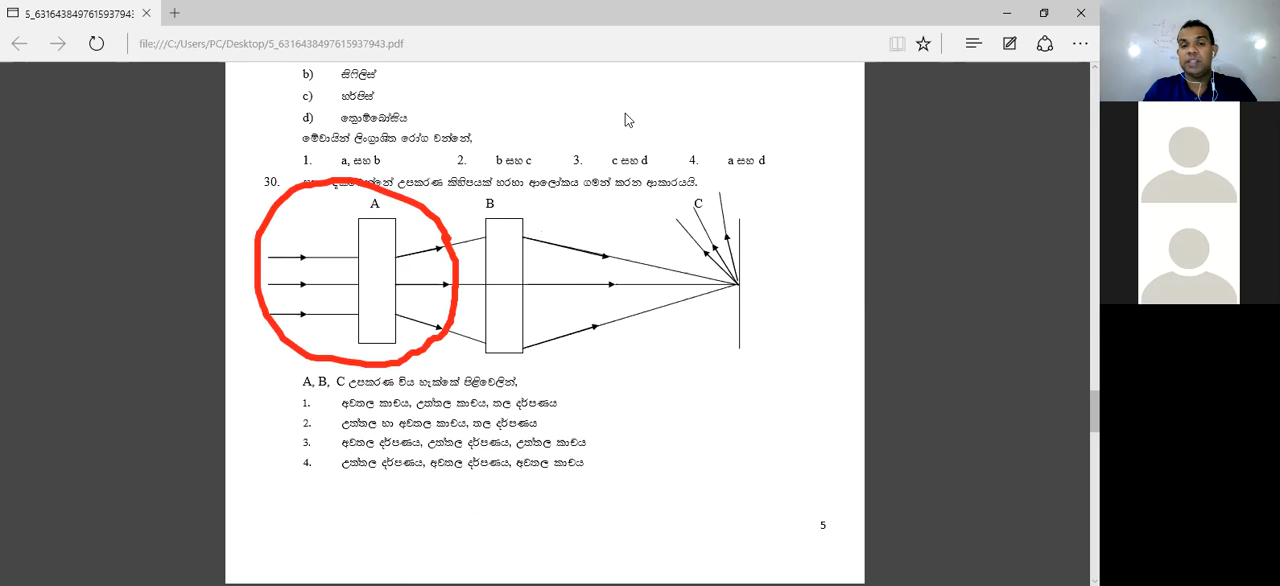 5_6316438497615937943
file:///C:/Users/PC/Desktop/5_6316438497615937943.pdf
b) සිෆිලිස්
c) හර්පිස්
d) ත්‍රොම්බෝසිය
මේවායින් ලිංගාශ්‍රිත රෝග වන්නේ,
1. a, සහ b 2. b සහ c 3. c සහ d 4. a සහ d
30. උපකරණ කිහිපයක් හරහා ආලෝකය ගමන් කරන ආකාරයයි.
A B C
A, B, C උපකරණ විය හැක්කේ පිළිවෙලින්,
1. අවතල කාචය, උත්තල කාචය, තල දර්පණය
2. උත්තල හා අවතල කාචය, තල දර්පණය
3. අවතල දර්පණය, උත්තල දර්පණය, උත්තල කාචය
4. උත්තල දර්පණය, අවතල දර්පණය, අවතල කාචය
5